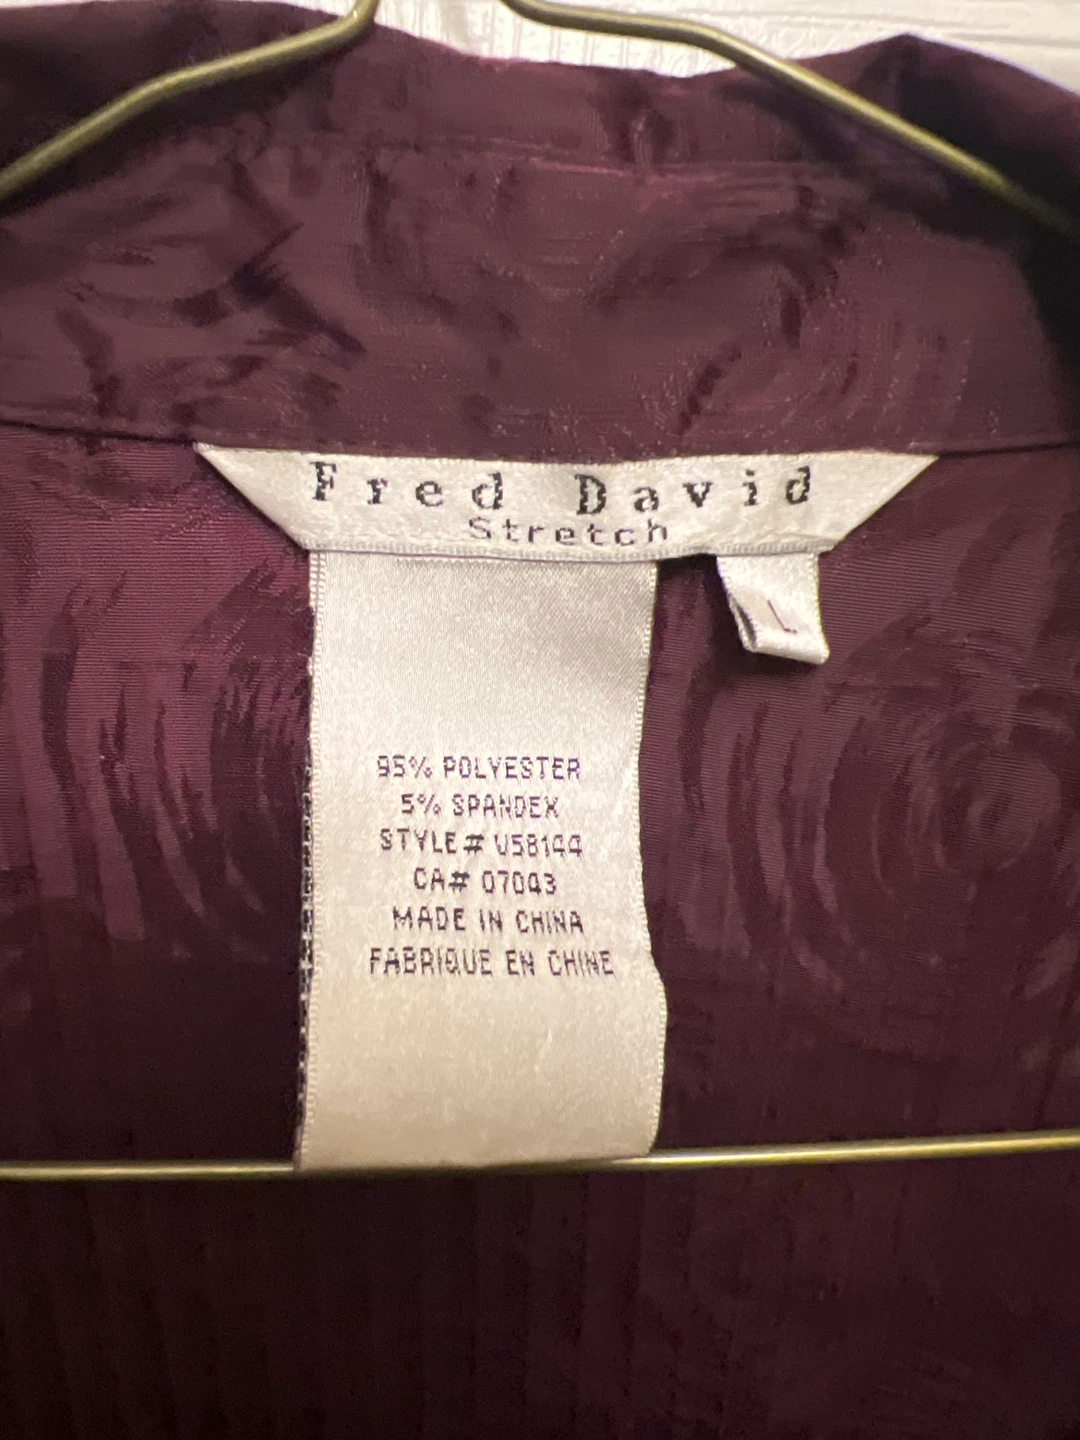 Fred David
Stretch
L
95% POLYESTER
5% SPANDEX
STYLE# U58144
CA# 07043
MADE IN CHINA
FABRIQUE EN CHINE